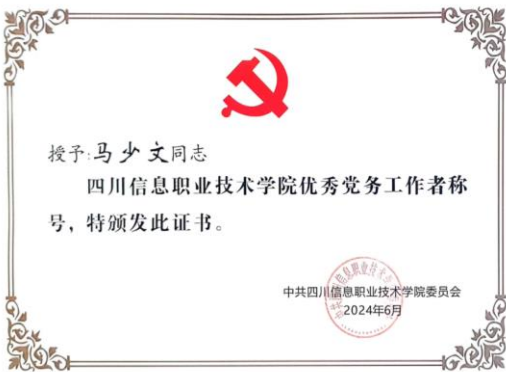 授予:马少文同志
四川信息职业技术学院优秀党务工作者称
号，特颁发此证书。
中共四川信息职业技术学院委员会
2024年6月